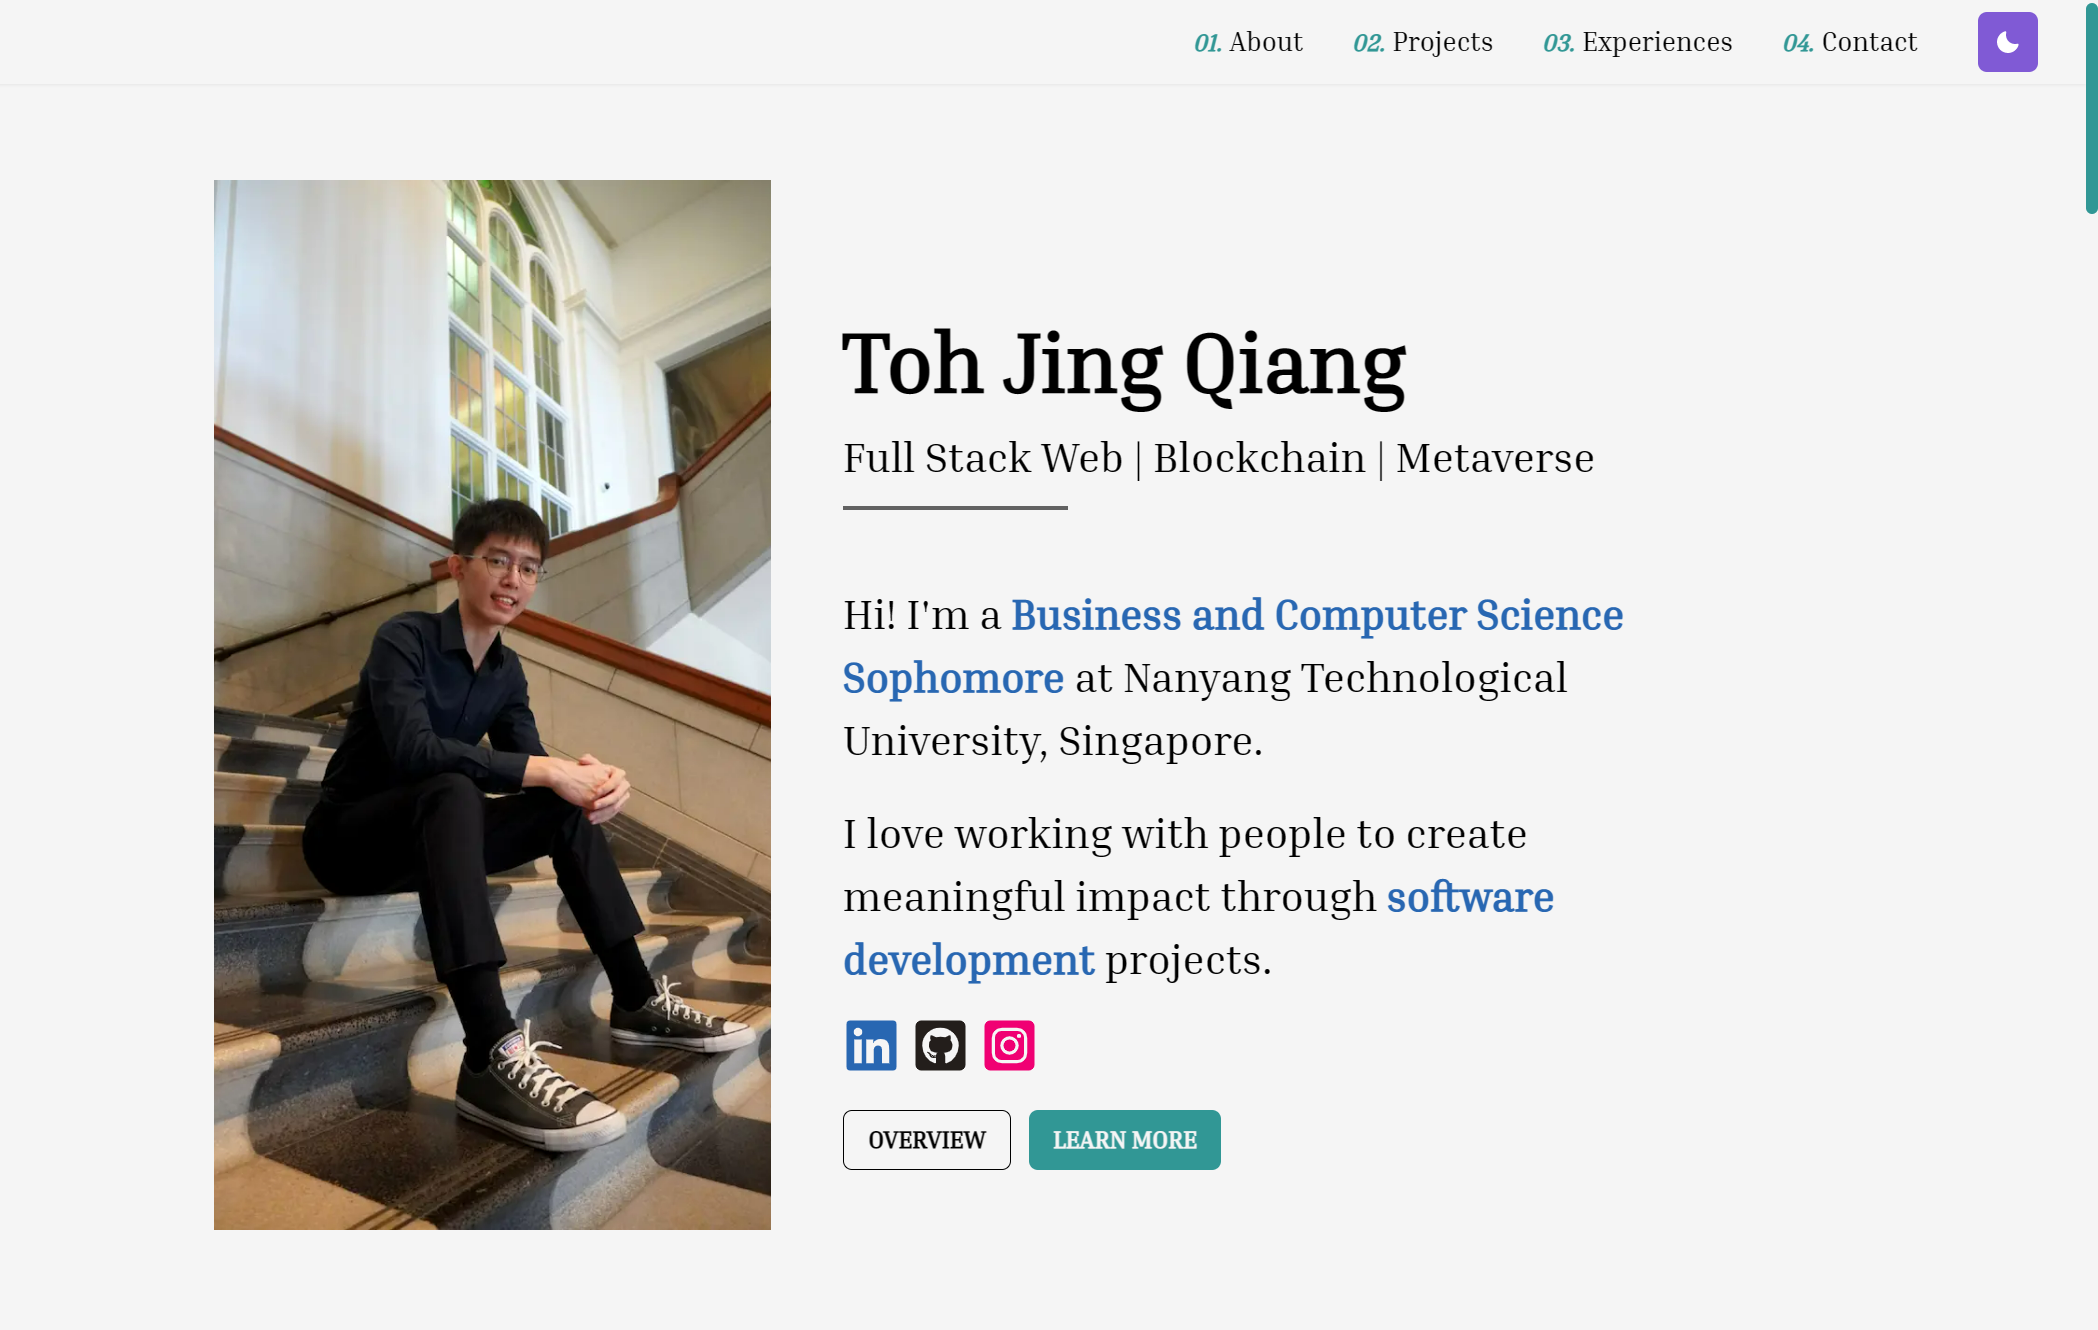 01. About 02. Projects 03. Experiences 04. Contact
Toh Jing Qiang
Full Stack Web | Blockchain | Metaverse
Hi! I'm a Business and Computer Science
Sophomore at Nanyang Technological
University, Singapore.
I love working with people to create
meaningful impact through software
development projects.
in
OVERVIEW LEARN MORE